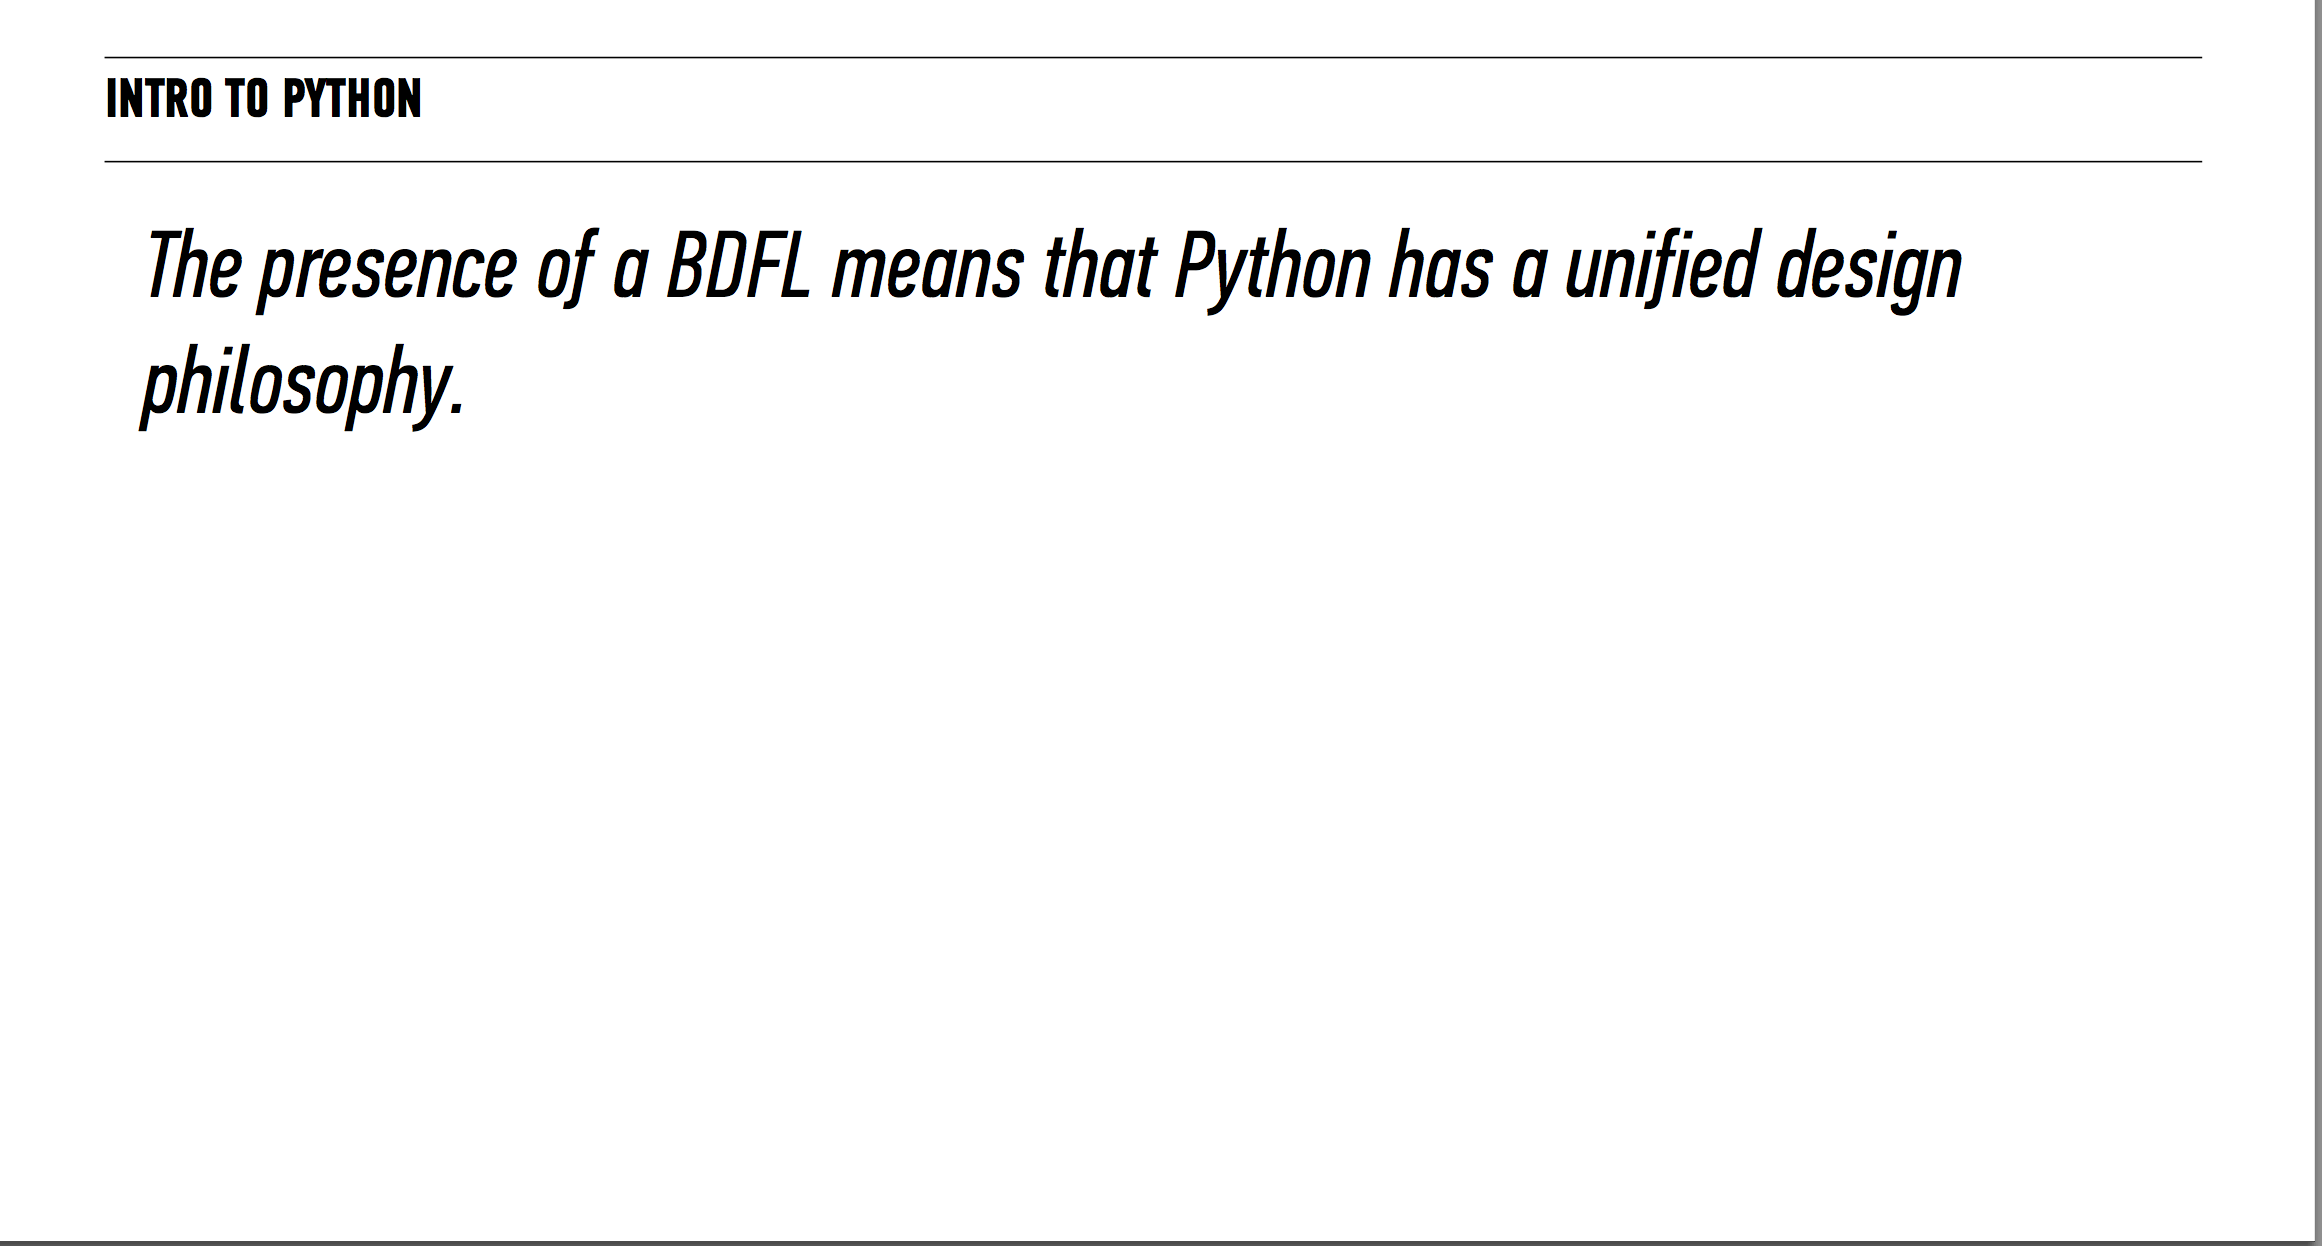 INTRO TO PYTHON
The presence of a BDFL means that Python has a unified design
philosophy.